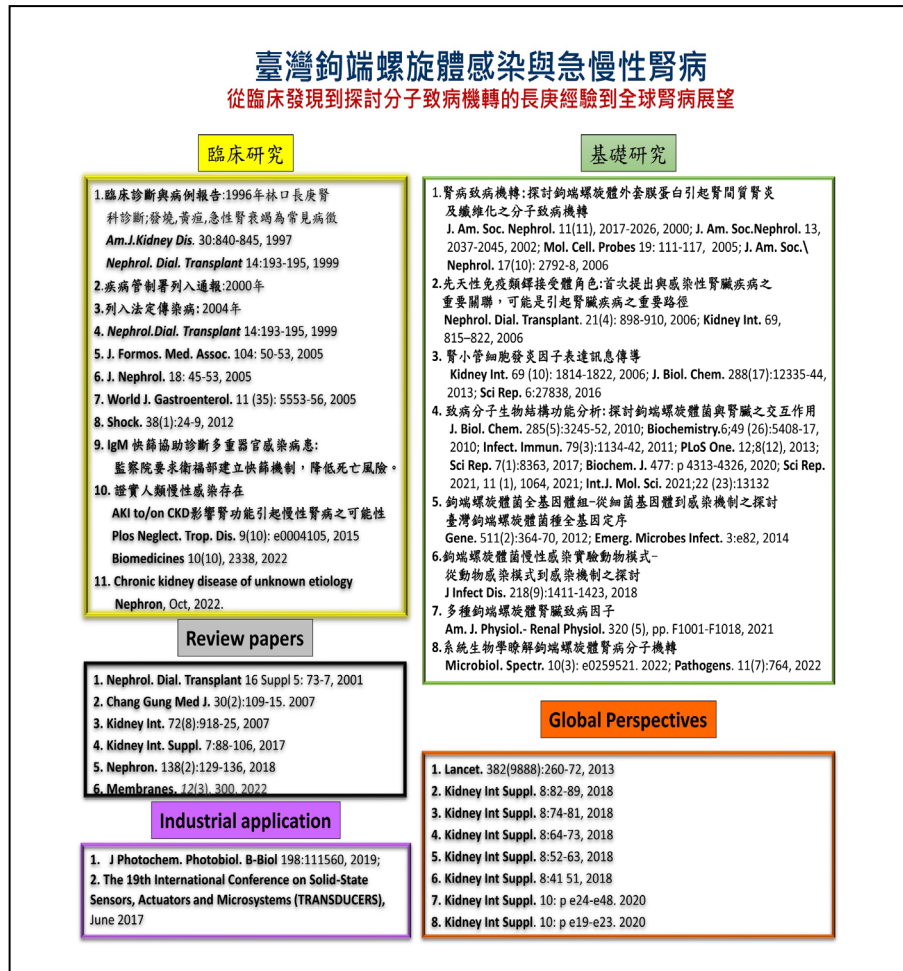 臺灣鉤端螺旋體感染與急慢性腎病
從臨床發現到探討分子致病機轉的長庚經驗到全球腎病展望
臨床研究
1.臨床診斷與病例報告:1996年林口長庚腎
科診斷;發燒,黃疸,急性腎衰竭為常見病徵
Am.J.Kidney Dis. 30:840-845, 1997
Nephrol. Dial. Transplant 14:193-195, 1999
2.疾病管制署列入通報:2000年
3.列入法定傳染病:2004年
4. Nephrol.Dial. Transplant 14:193-195, 1999
5. J. Formos. Med. Assoc. 104: 50-53, 2005
6. J. Nephrol. 18: 45-53, 2005
7. World J. Gastroenterol. 11 (35): 5553-56, 2005
8. Shock. 38(1):24-9, 2012
9. IgM 快篩協助診斷多重器官感染病患:
監察院要求衛福部建立快篩機制，降低死亡風險。
10. 證實人類慢性感染存在
AKI to/on CKD影響腎功能引起慢性腎病之可能性
Plos Neglect. Trop. Dis. 9(10): e0004105, 2015
Biomedicines 10(10), 2338, 2022
11. Chronic kidney disease of unknown etiology
Nephron, Oct, 2022.
Review papers
1. Nephrol. Dial. Transplant 16 Suppl 5: 73-7, 2001
2. Chang Gung Med J. 30(2):109-15. 2007
3. Kidney Int. 72(8):918-25, 2007
4. Kidney Int. Suppl. 7:88-106, 2017
5. Nephron. 138(2):129-136, 2018
6. Membranes. 12(3), 300, 2022
Industrial application
1. J Photochem. Photobiol. B-Biol 198:111560, 2019;
2. The 19th International Conference on Solid-State
Sensors, Actuators and Microsystems (TRANSDUCERS),
June 2017
基礎研究
1.腎病致病機轉:探討鉤端螺旋體外套膜蛋白引起腎間質腎炎
及纖維化之分子致病機轉
J. Am. Soc. Nephrol. 11(11), 2017-2026, 2000; J. Am. Soc.Nephrol. 13,
2037-2045, 2002; Mol. Cell. Probes 19: 111-117, 2005; J. Am. Soc.\
Nephrol. 17(10): 2792-8, 2006
2.先天性免疫類鐸接受體角色:首次提出與感染性腎臟疾病之
重要關聯，可能是引起腎臟疾病之重要路徑
Nephrol. Dial. Transplant. 21(4): 898-910, 2006; Kidney Int. 69,
815–822, 2006
3. 腎小管細胞發炎因子表達訊息傳導
Kidney Int. 69 (10): 1814-1822, 2006; J. Biol. Chem. 288(17):12335-44,
2013; Sci Rep. 6:27838, 2016
4. 致病分子生物結構功能分析: 探討鉤端螺旋體菌與腎臟之交互作用
J. Biol. Chem. 285(5):3245-52, 2010; Biochemistry.6;49 (26):5408-17,
2010; Infect. Immun. 79(3):1134-42, 2011; PLoS One. 12;8(12), 2013;
Sci Rep. 7(1):8363, 2017; Biochem. J. 477: p 4313-4326, 2020; Sci Rep.
2021, 11 (1), 1064, 2021; Int.J. Mol. Sci. 2021;22 (23):13132
5. 鉤端螺旋體菌全基因體組-從細菌基因體到感染機制之探討
臺灣鉤端螺旋體菌種全基因定序
Gene. 511(2):364-70, 2012; Emerg. Microbes Infect. 3:e82, 2014
6.鉤端螺旋體菌慢性感染實驗動物模式-
從動物感染模式到感染機制之探討
J Infect Dis. 218(9):1411-1423, 2018
7. 多種鉤端螺旋體腎臟致病因子
Am. J. Physiol.- Renal Physiol. 320 (5), pp. F1001-F1018, 2021
8.系統生物學瞭解鉤端螺旋體腎病分子機轉
Microbiol. Spectr. 10(3): e0259521. 2022; Pathogens. 11(7):764, 2022
Global Perspectives
1. Lancet. 382(9888):260-72, 2013
2. Kidney Int Suppl. 8:82-89, 2018
3. Kidney Int Suppl. 8:74-81, 2018
4. Kidney Int Suppl. 8:64-73, 2018
5. Kidney Int Suppl. 8:52-63, 2018
6. Kidney Int Suppl. 8:41 51, 2018
7. Kidney Int Suppl. 10: p e24-e48. 2020
8. Kidney Int Suppl. 10: p e19-e23. 2020